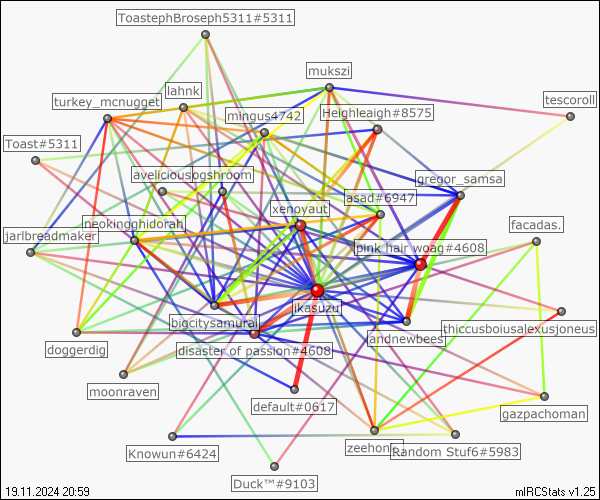 ToastephBroseph5311#5311
mukszi
lahnk
turkey_mcnugget
tescoroll
mingus4742
Heighleaigh#8575
Toast#5311
aveliciousbogshroom
gregor_samsa
asad#6947
xenoyaut
neokingghidorah
facadas.
jarlbreadmaker
pink hair woag#4608
ikasuzu
bigcitysamurai
thiccusboiusalexusjoneus
andnewbees
doggerdig
disaster of passion#4608
moonraven
default#0617
gazpachoman
Knowun#6424
Random Stuf6#5983
Duck™#9103
19.11.2024 20:59
mIRCStats v1.25